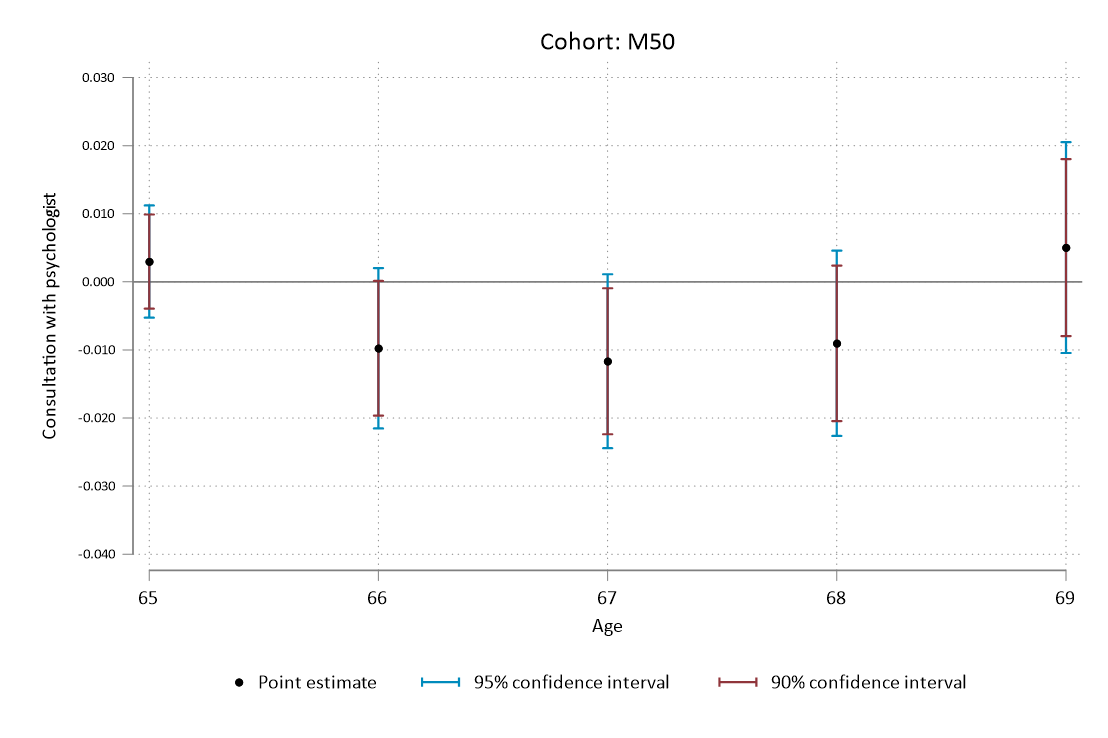 Cohort: M50
0.030
0.020
0.010
0.000
-0.010
-0.020
-0.030
-0.040
Consultation with psychologist
65 66 67 68 69
Age
Point estimate 95% confidence interval 90% confidence interval